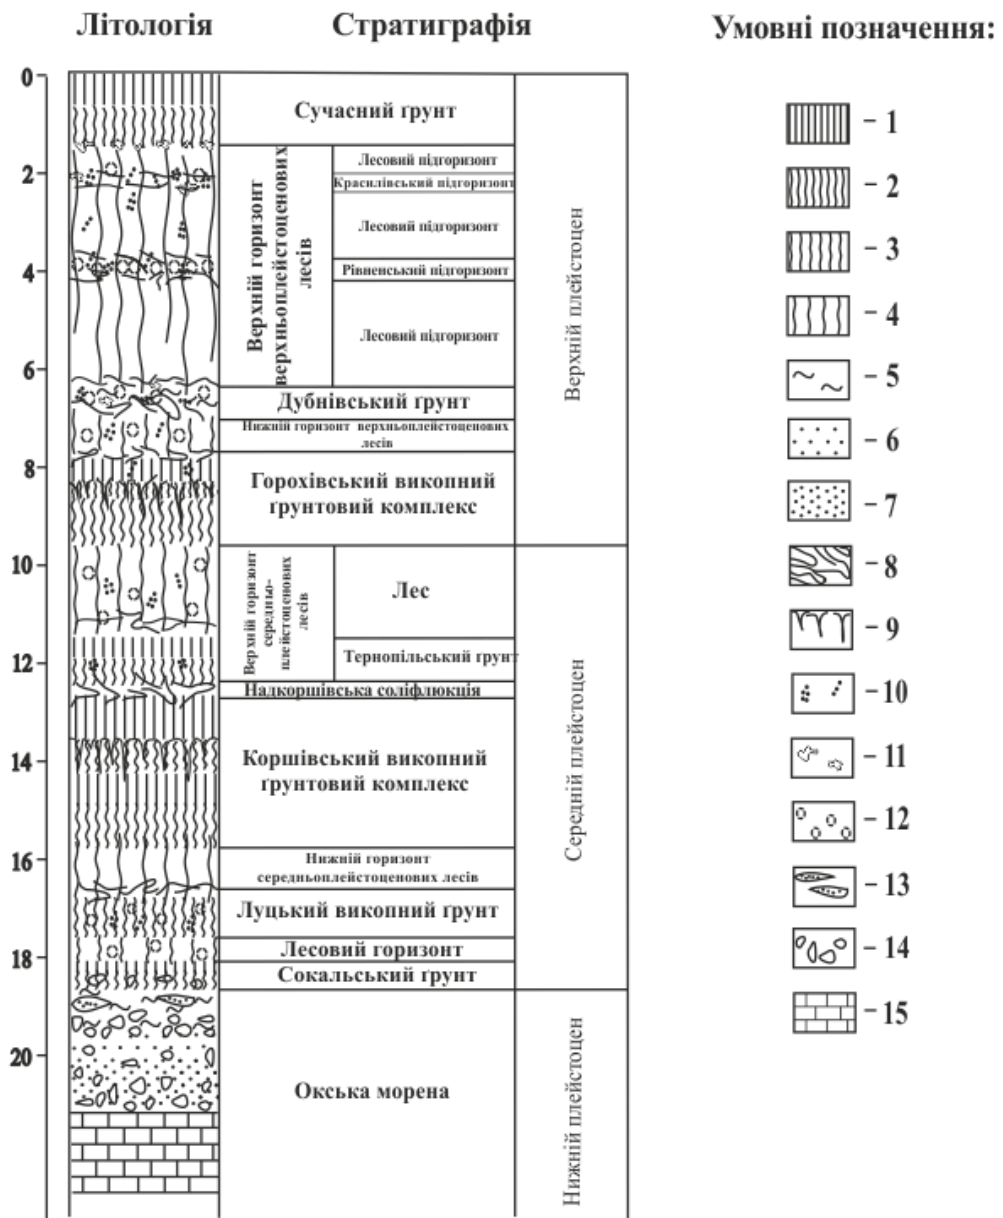 Літологія
Стратиграфія
Умовні позначення:
0
2
4
6
8
10
12
14
16
18
20
Сучасний ґрунт
Верхній горизонт
верхньоплейстоценових
лесів
Лесовий підгоризонт
Красилівський підгоризонт
Лесовий підгоризонт
Рівненський підгоризонт
Лесовий підгоризонт
Дубнівський ґрунт
Нижній горизонт верхньоплейстоценових
лесів
Горохівський викопний
ґрунтовий комплекс
Верхній плейстоцен
Верхній горизонт
середньо-
плейстоценових
лесів
Лес
Тернопільський ґрунт
Надкоршівська соліфлюкція
Коршівський викопний
ґрунтовий комплекс
Нижній горизонт
середньоплейстоценових лесів
Луцький викопний ґрунт
Лесовий горизонт
Сокальський ґрунт
Середній плейстоцен
Окська морена
Нижній плейстоцен
- 1
- 2
- 3
- 4
- 5
- 6
- 7
- 8
- 9
- 10
- 11
- 12
- 13
- 14
- 15